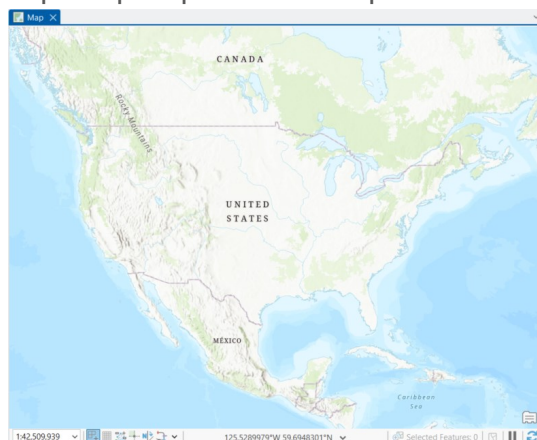 Map
CANADA
Rocky Mountains
UNITED
STATES
MÉXICO
Caribbean
Sea
1:42,509,939
125.5289979°W 59.6948301°N
Selected Features: 0